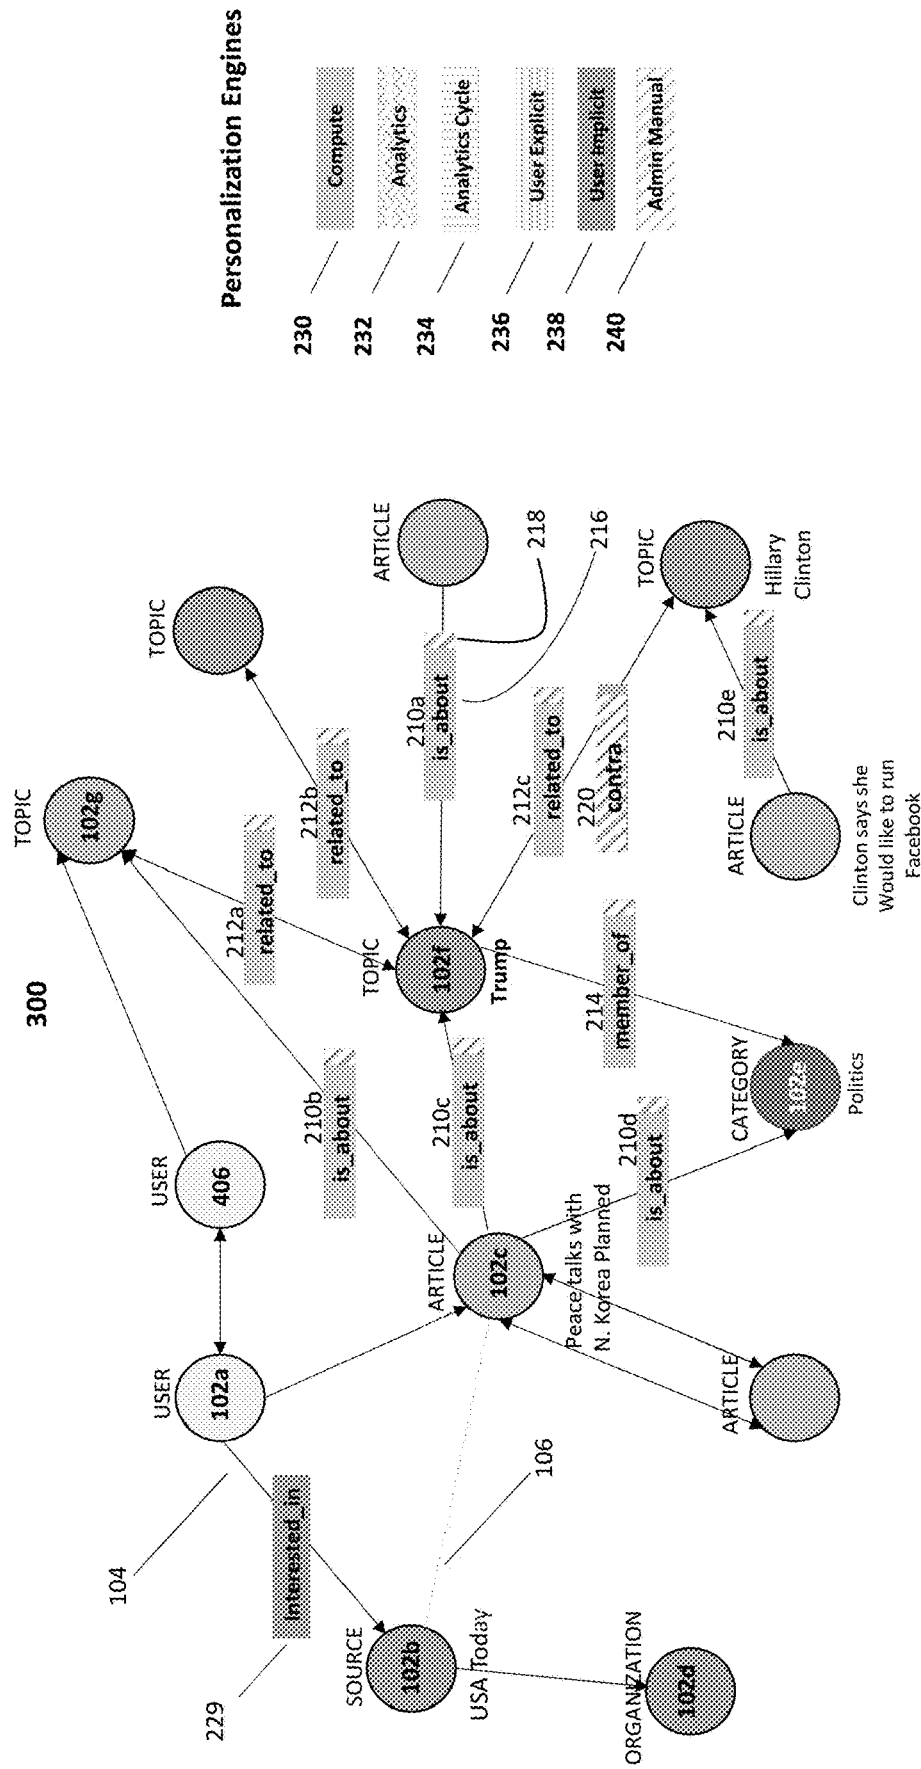 300
Personalization Engines
230
Compute
232
Analytics
234
Analytics Cycle
236
User Explicit
238
User Implicit
240
Admin Manual
104
229
Interested_in
USER
102a
USER
406
TOPIC
102g
TOPIC
SOURCE
102b
USA Today
ORGANIZATION
102d
106
ARTICLE
102c
Peace talks with
N. Korea Planned
ARTICLE
210b
is_about
210c
is_about
210d
is_about
212a
related_to
212b
related_to
TOPIC
102f
Trump
210a
is_about
ARTICLE
218
216
212c
related_to
220
contra
214
member_of
CATEGORY
102e
Politics
TOPIC
Hillary
Clinton
210e
is_about
ARTICLE
Clinton says she
Would like to run
Facebook